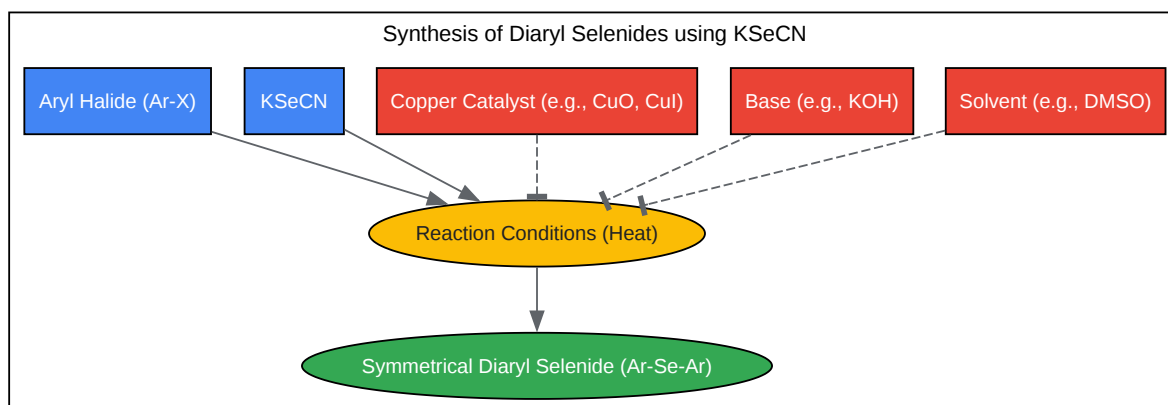 Synthesis of Diaryl Selenides using KSeCN
Aryl Halide (Ar-X)
KSeCN
Copper Catalyst (e.g., CuO, CuI)
Base (e.g., KOH)
Solvent (e.g., DMSO)
Reaction Conditions (Heat)
Symmetrical Diaryl Selenide (Ar-Se-Ar)